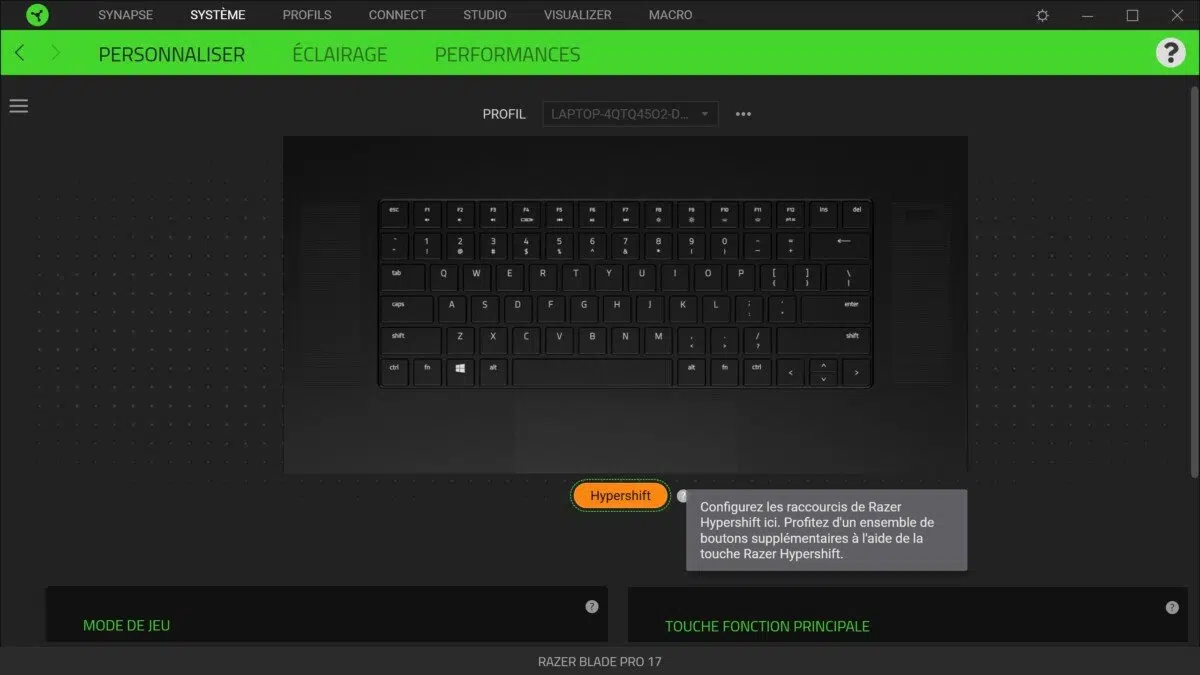 SYNAPSE SYSTÈME PROFILS CONNECT STUDIO VISUALIZER MACRO
PERSONNALISER ÉCLAIRAGE PERFORMANCES ?
PROFIL LAPTOP-4QTQ45O2-D... •••
esc F1 F2 F3 F4 F5 F6 F7 F8 F9 F10 F11 F12 ins del
1 2 3 4 5 6 7 8 9 0 - =
! @ # $ % ^ & * ( ) +
tab Q W E R T Y U I O P [ ] \
{ } |
caps A S D F G H J K L ; ' enter
:
shift Z X C V B N M , . / shift
< > ?
ctrl fn alt alt fn ctrl < ^ >
Hypershift ?
Configurez les raccourcis de Razer
Hypershift ici. Profitez d'un ensemble de
boutons supplémentaires à l'aide de la
touche Razer Hypershift.
MODE DE JEU ?
TOUCHE FONCTION PRINCIPALE ?
RAZER BLADE PRO 17